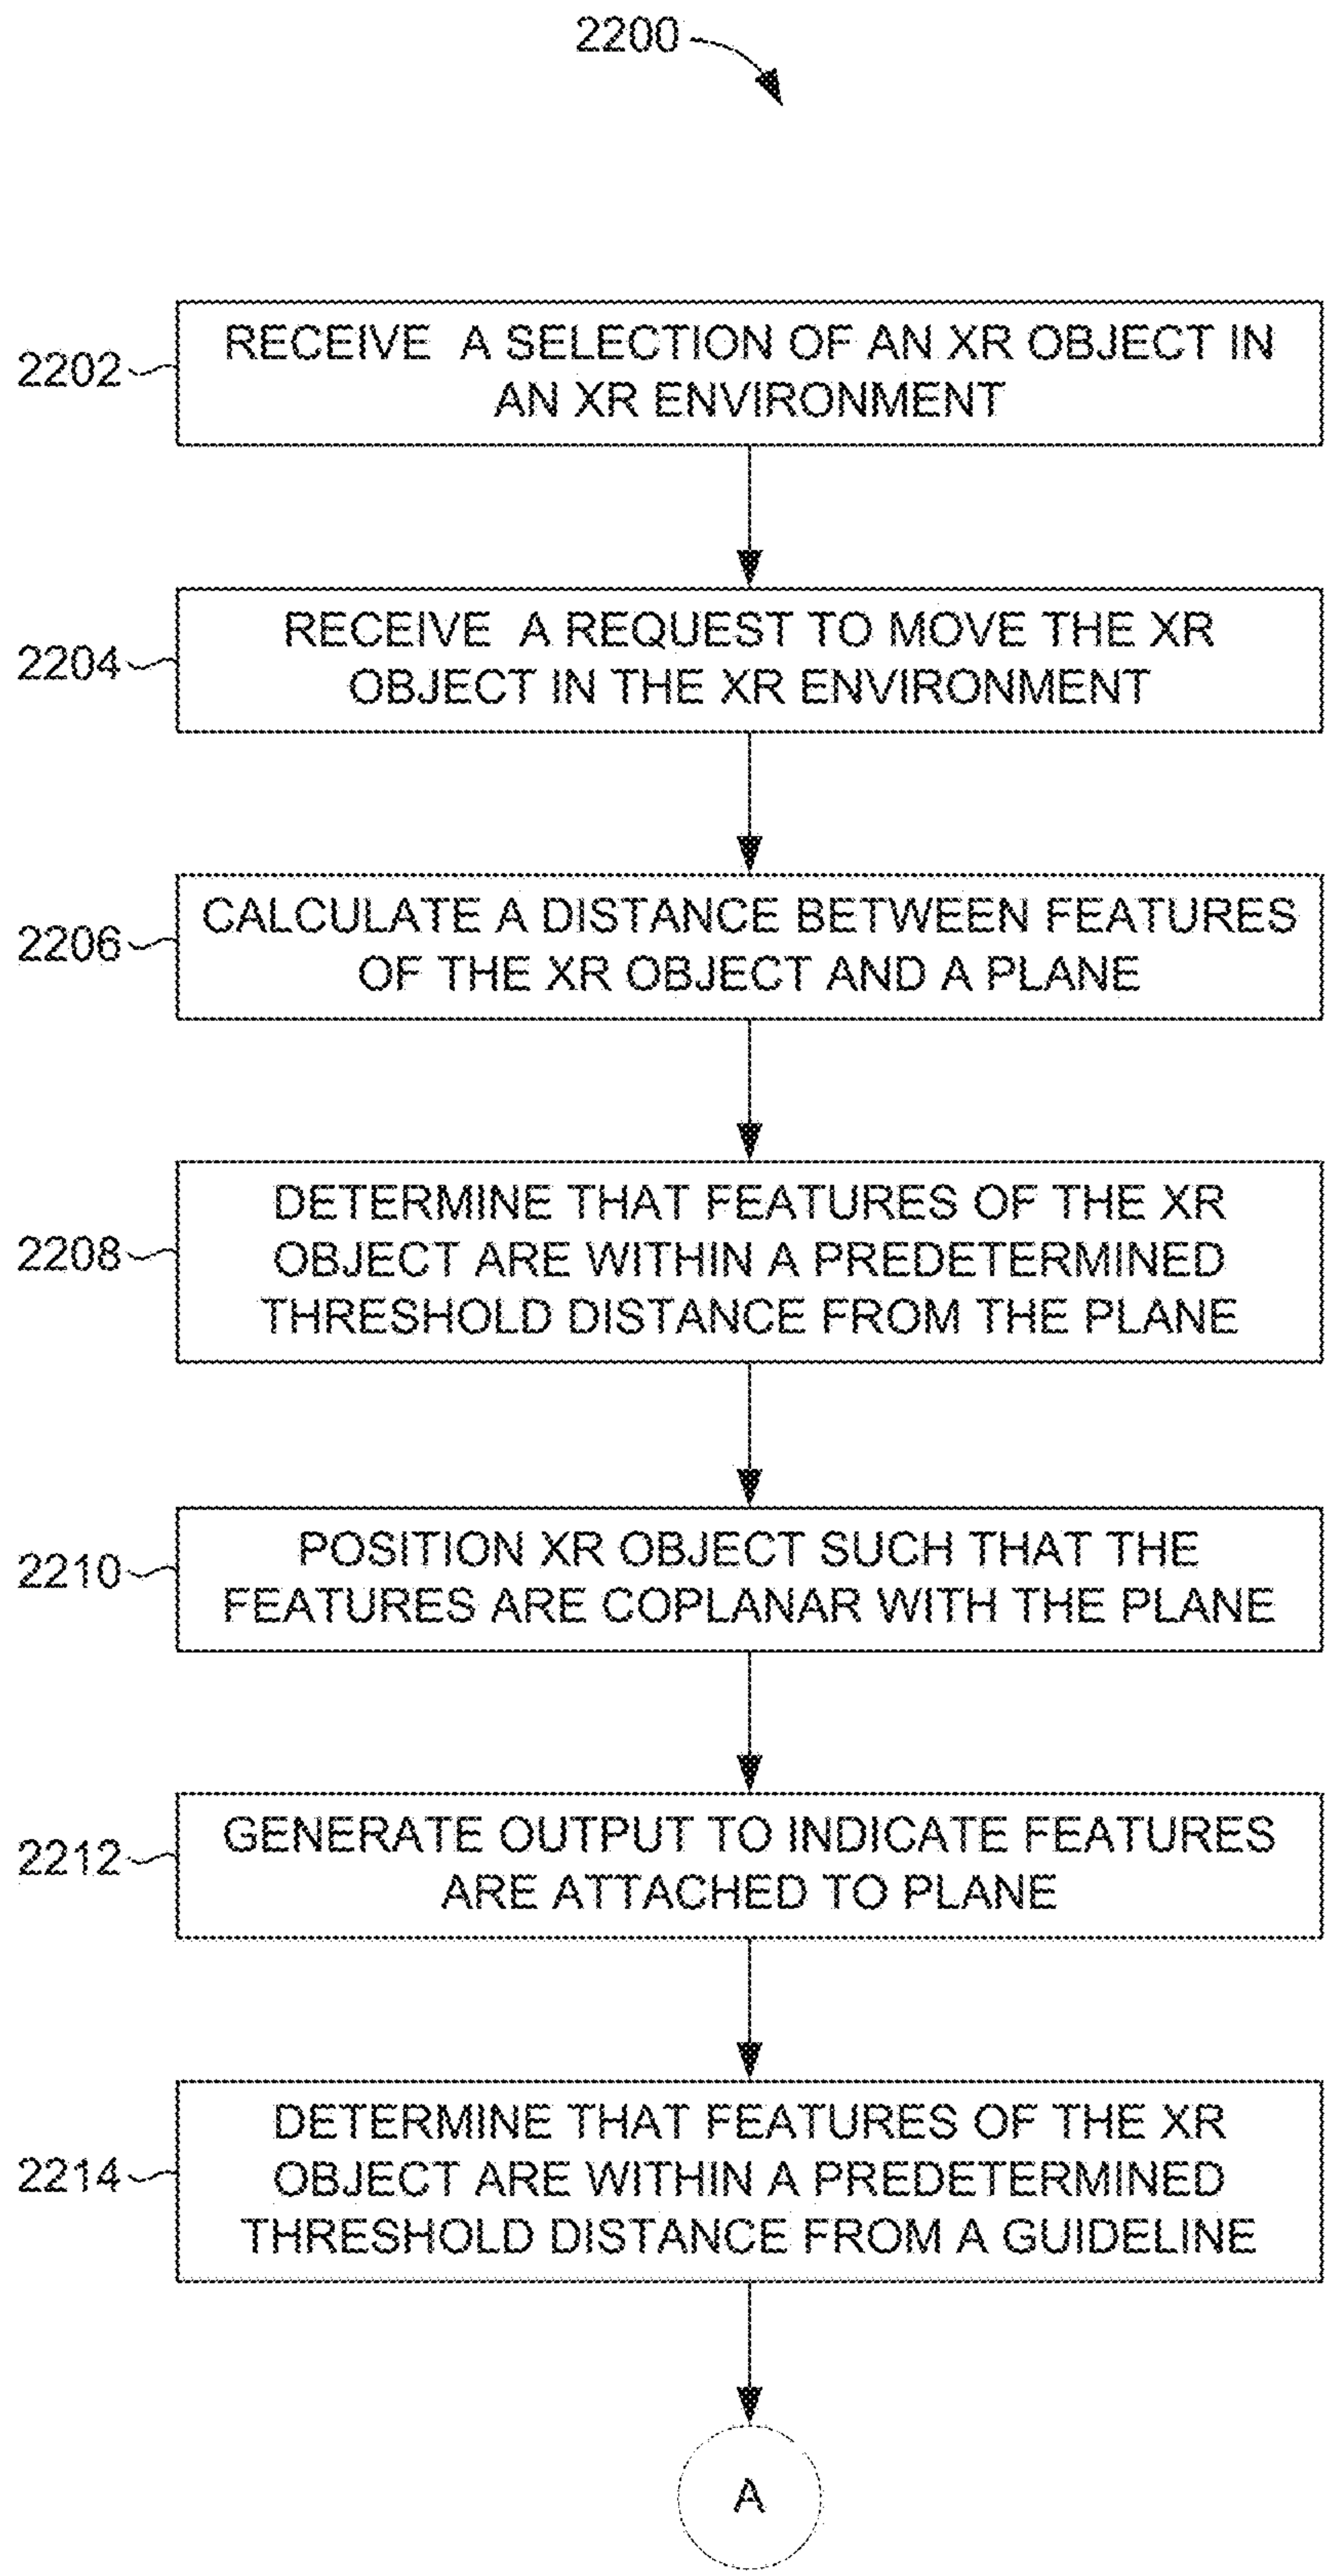 2200
2202
RECEIVE A SELECTION OF AN XR OBJECT IN
AN XR ENVIRONMENT
2204
RECEIVE A REQUEST TO MOVE THE XR
OBJECT IN THE XR ENVIRONMENT
2206
CALCULATE A DISTANCE BETWEEN FEATURES
OF THE XR OBJECT AND A PLANE
2208
DETERMINE THAT FEATURES OF THE XR
OBJECT ARE WITHIN A PREDETERMINED
THRESHOLD DISTANCE FROM THE PLANE
2210
POSITION XR OBJECT SUCH THAT THE
FEATURES ARE COPLANAR WITH THE PLANE
2212
GENERATE OUTPUT TO INDICATE FEATURES
ARE ATTACHED TO PLANE
2214
DETERMINE THAT FEATURES OF THE XR
OBJECT ARE WITHIN A PREDETERMINED
THRESHOLD DISTANCE FROM A GUIDELINE
A